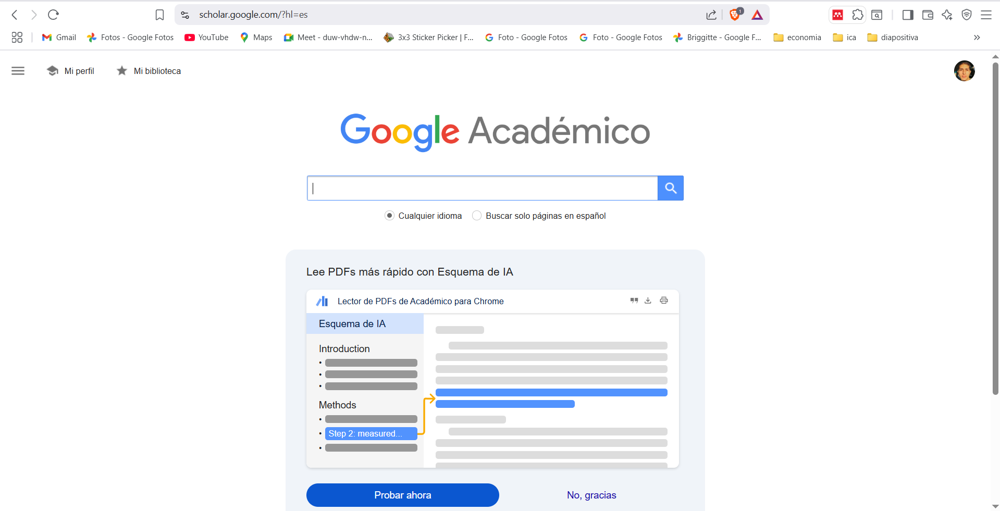 scholar.google.com/?hl=es
1
Gmail
Fotos - Google Fotos
YouTube
Maps
Meet - duw-vhdw-n...
3x3 Sticker Picker | F...
Foto - Google Fotos
Foto - Google Fotos
Briggitte - Google F...
economia
ica
diapositiva
Mi perfil
Mi biblioteca
Google Académico
Cualquier idioma
Buscar solo páginas en español
Lee PDFs más rápido con Esquema de IA
Lector de PDFs de Académico para Chrome
Esquema de IA
Introduction
Methods
Step 2: measured...
Probar ahora
No, gracias